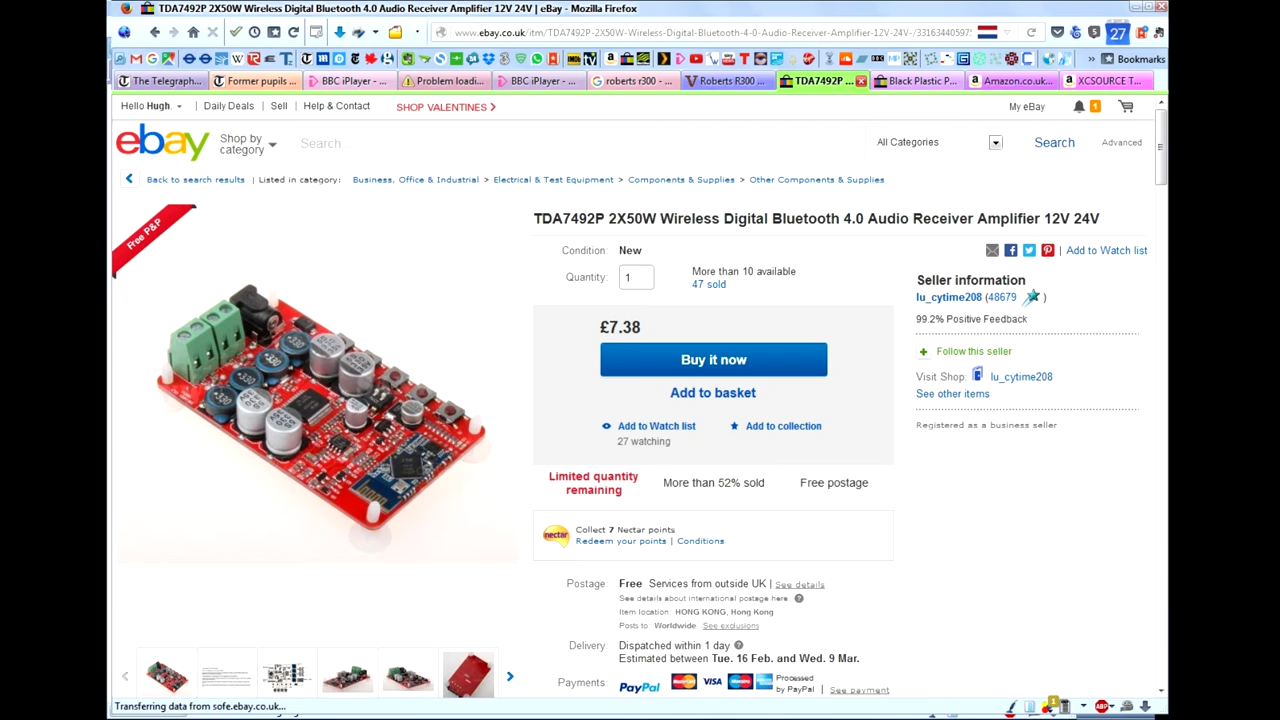 TDA7492P 2X50W Wireless Digital Bluetooth 4.0 Audio Receiver Amplifier 12V 24V | eBay - Mozilla Firefox
www.ebay.co.uk/itm/TDA7492P-2X50W-Wireless-Digital-Bluetooth-4-0-Audio-Receiver-Amplifier-12V-24V-/33163440597
27
Bookmarks
The Telegraph...
Former pupils ...
BBC iPlayer - ...
Problem loadi...
BBC iPlayer - ...
roberts r300 - ...
Roberts R300 ...
TDA7492P ...
Black Plastic P...
Amazon.co.uk...
XCSOURCE T...
Hello Hugh.
Daily Deals
Sell
Help & Contact
SHOP VALENTINES
My eBay
1
ebay
Shop by category
Search
All Categories
Search
Advanced
Back to search results | Listed in category: Business, Office & Industrial > Electrical & Test Equipment > Components & Supplies > Other Components & Supplies
Free P&P
TDA7492P 2X50W Wireless Digital Bluetooth 4.0 Audio Receiver Amplifier 12V 24V
Condition: New
Quantity: 1
More than 10 available
47 sold
| Add to Watch list
£7.38
Buy it now
Add to basket
Add to Watch list
Add to collection
27 watching
Limited quantity remaining
More than 52% sold
Free postage
Seller information
lu_cytime208 (48679 )
99.2% Positive Feedback
Follow this seller
Visit Shop: lu_cytime208
See other items
Registered as a business seller
330
330
330
330
nectar
Collect 7 Nectar points
Redeem your points | Conditions
Postage: Free Services from outside UK | See details
See details about international postage here
Item location: HONG KONG, Hong Kong
Posts to: Worldwide See exclusions
Delivery: Dispatched within 1 day
Estimated between Tue. 16 Feb. and Wed. 9 Mar.
Payments: PayPal VISA Processed by PayPal | See payment
Transferring data from sofe.ebay.co.uk...
ABP